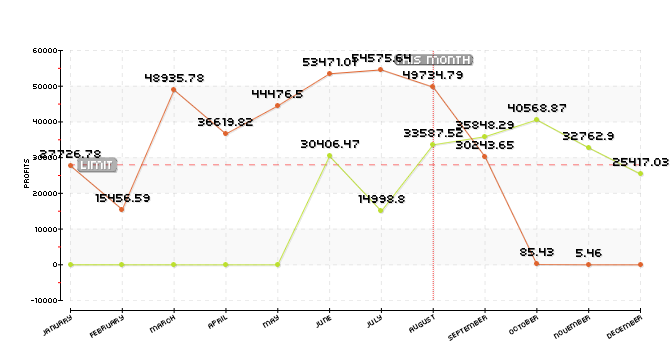 60000
54575.64
THIS MONTH
53471.01
50000
48935.78
49734.79
44476.5
40000
40568.87
36619.82
33587.52
35848.29
32762.9
30406.47
30243.65
30000
27726.78
LIMIT
25417.03
PROFITS
20000
15456.59
14998.8
10000
85.43
5.46
0
-10000
JANUARY
FEBRUARY
MARCH
APRIL
MAY
JUNE
JULY
AUGUST
SEPTEMBER
OCTOBER
NOVEMBER
DECEMBER